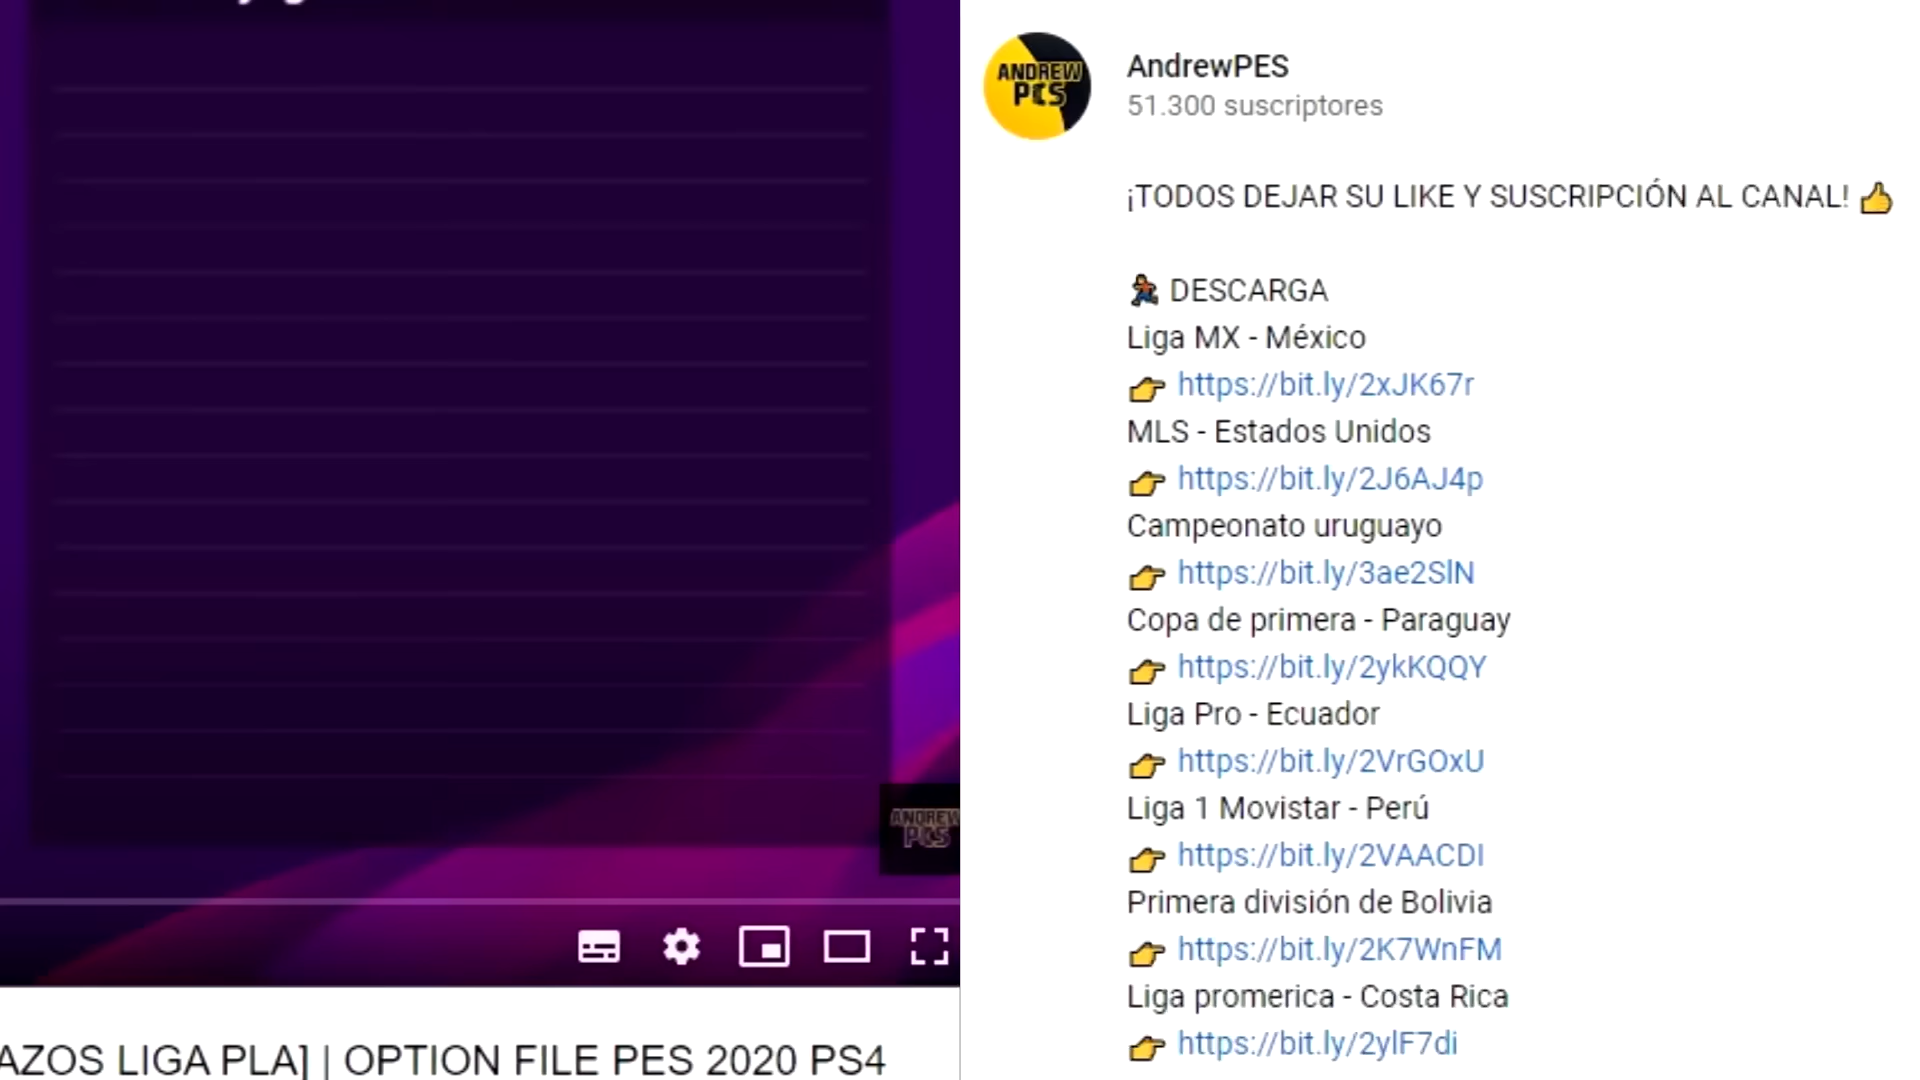 AZOS LIGA PLA] | OPTION FILE PES 2020 PS4
ANDREW
PES
ANDREW
PES
AndrewPES
51.300 suscriptores
¡TODOS DEJAR SU LIKE Y SUSCRIPCIÓN AL CANAL! 👍
🏃 DESCARGA
Liga MX - México
👉 https://bit.ly/2xJK67r
MLS - Estados Unidos
👉 https://bit.ly/2J6AJ4p
Campeonato uruguayo
👉 https://bit.ly/3ae2SlN
Copa de primera - Paraguay
👉 https://bit.ly/2ykKQQY
Liga Pro - Ecuador
👉 https://bit.ly/2VrGOxU
Liga 1 Movistar - Perú
👉 https://bit.ly/2VAACDI
Primera división de Bolivia
👉 https://bit.ly/2K7WnFM
Liga promerica - Costa Rica
👉 https://bit.ly/2ylF7di